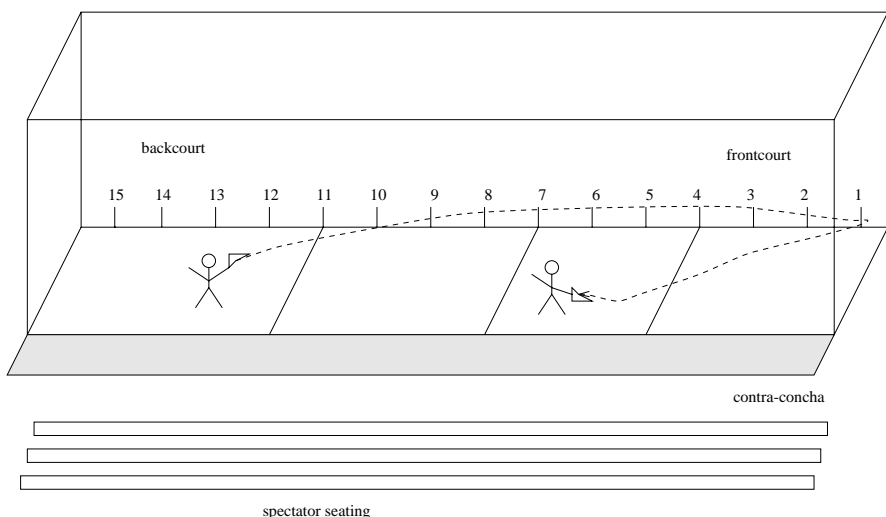 backcourt
frontcourt
15 14 13 12 11 10 9 8 7 6 5 4 3 2 1
contra-concha
spectator seating